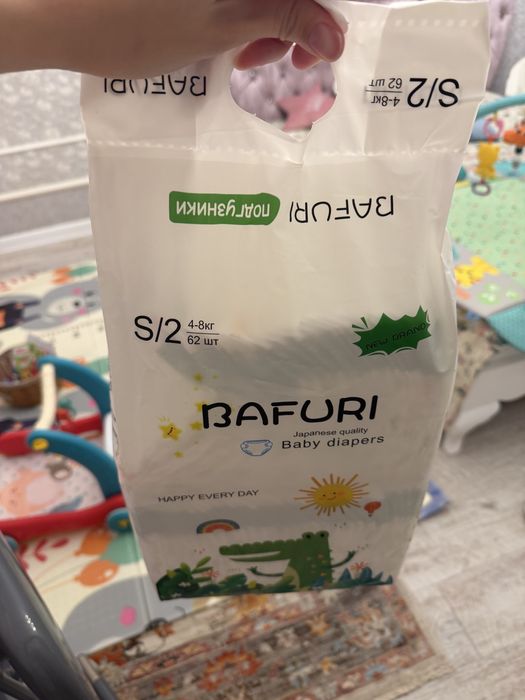 BAFURI
S/2
4-8кг
62 шт
BAFURI
подгузники
S/2
4-8кг
62 шт
NEW BRAND
BAFURI
Japanese quality
Baby diapers
HAPPY EVERY DAY